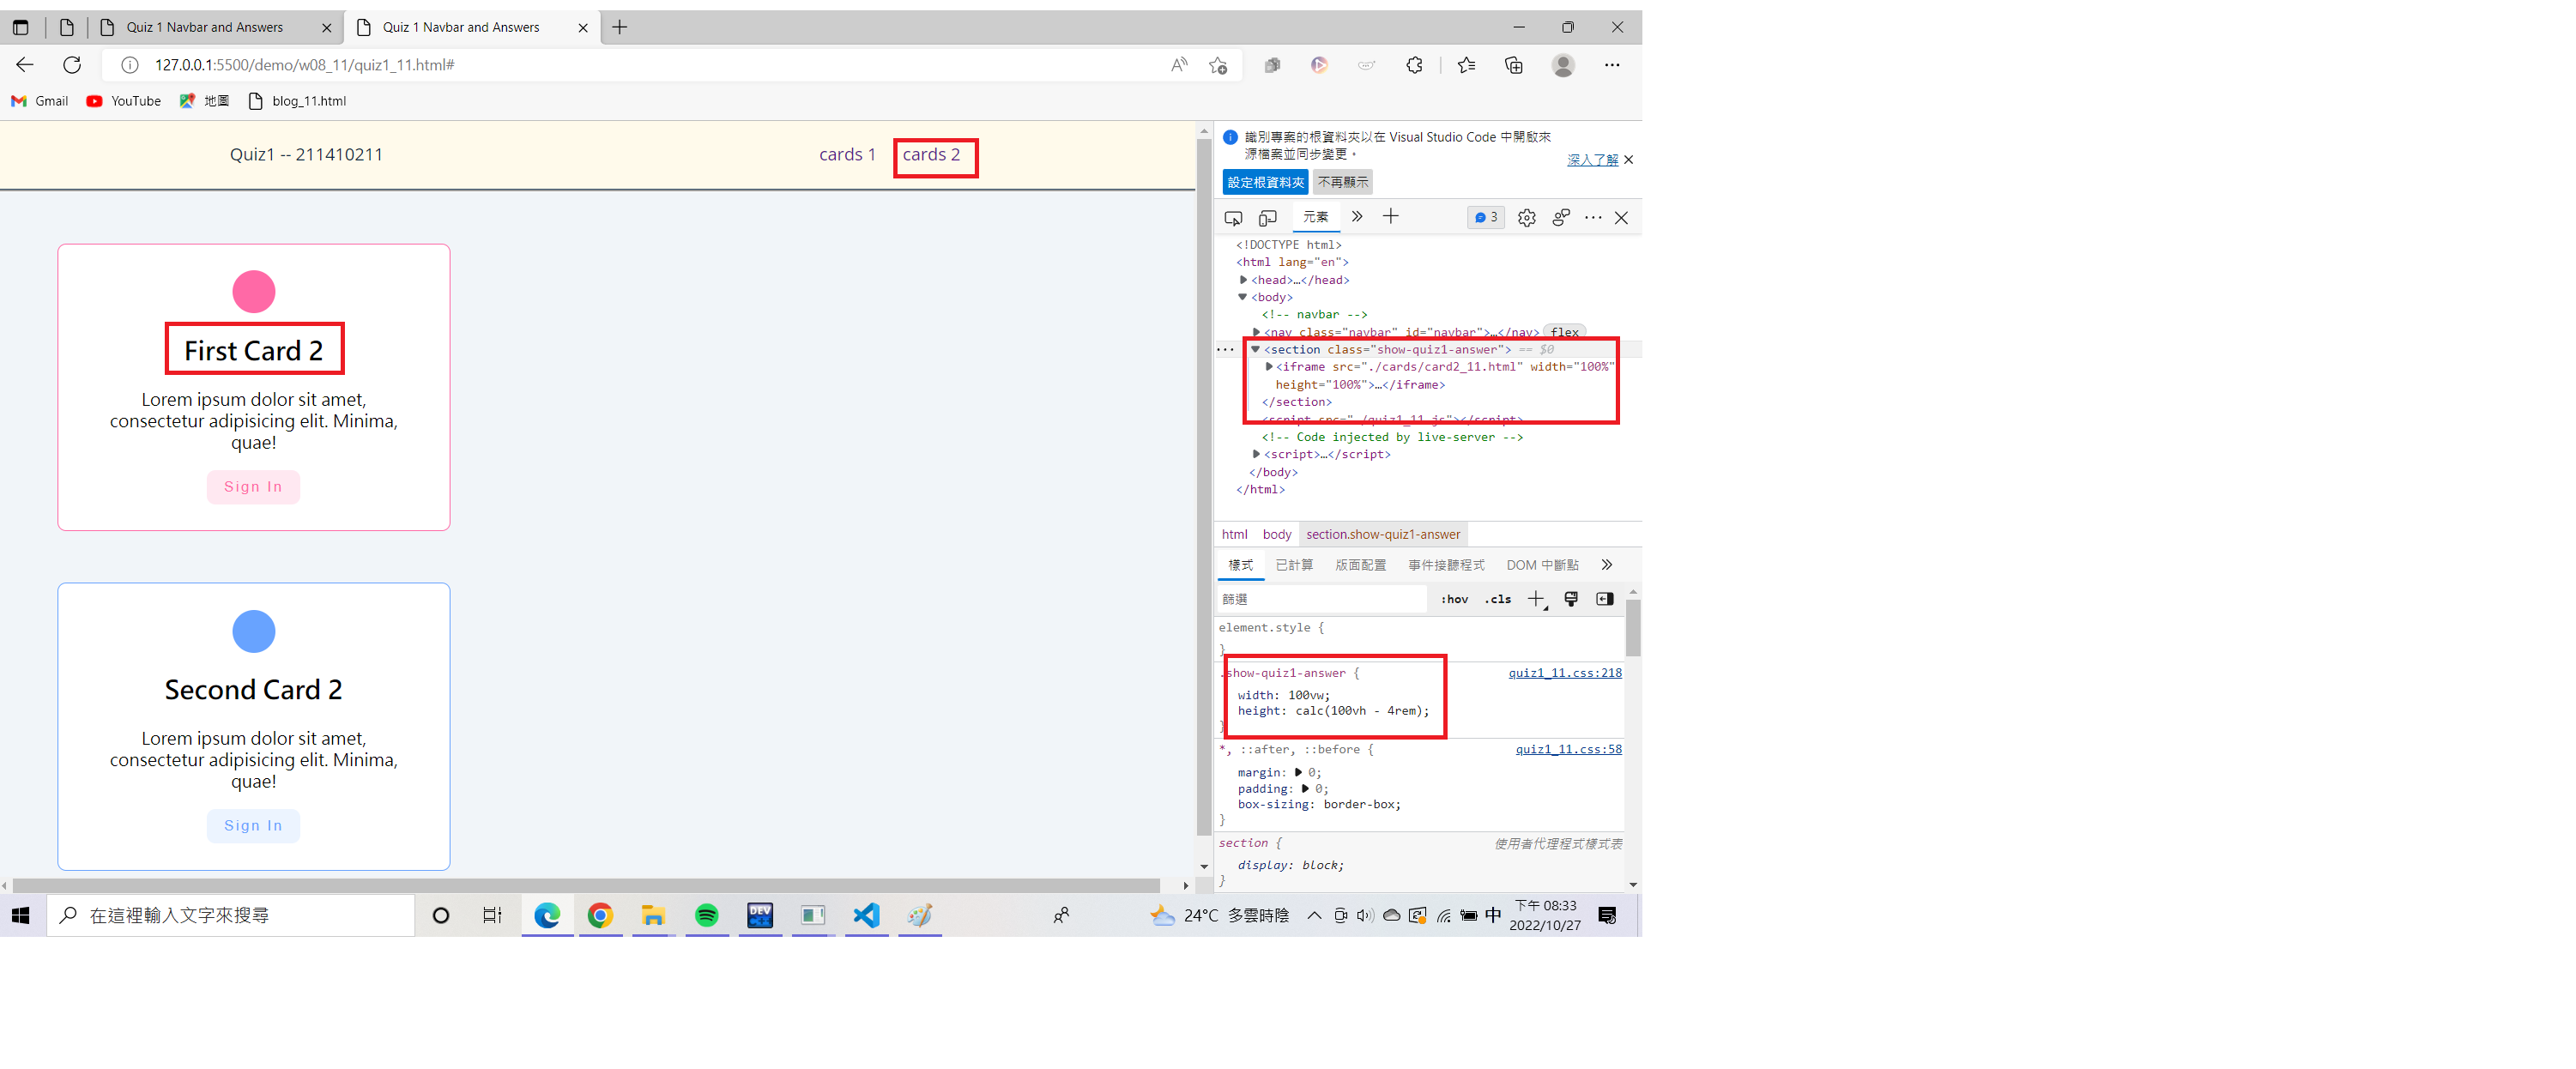 Quiz 1 Navbar and Answers
Quiz 1 Navbar and Answers
127.0.0.1:5500/demo/w08_11/quiz1_11.html#
Gmail
YouTube
地圖
blog_11.html
Quiz1 -- 211410211
cards 1
cards 2
First Card 2
Lorem ipsum dolor sit amet,
consectetur adipisicing elit. Minima,
quae!
Sign In
Second Card 2
Lorem ipsum dolor sit amet,
consectetur adipisicing elit. Minima,
quae!
Sign In
識別專案的根資料夾以在 Visual Studio Code 中開啟來
源檔案並同步變更。
深入了解
設定根資料夾
不再顯示
元素
3
<!DOCTYPE html>
<html lang="en">
<head>…</head>
<body>
<!-- navbar -->
<nav class="navbar" id="navbar">…</nav> flex
<section class="show-quiz1-answer"> == $0
<iframe src="./cards/card2_11.html" width="100%"
height="100%">…</iframe>
</section>
<script src="./quiz1_11.js"></script>
<!-- Code injected by live-server -->
<script>…</script>
</body>
</html>
html
body
section.show-quiz1-answer
樣式
已計算
版面配置
事件接聽程式
DOM 中斷點
篩選
:hov
.cls
element.style {
}
.show-quiz1-answer {
quiz1_11.css:218
width: 100vw;
height: calc(100vh - 4rem);
}
*, ::after, ::before {
quiz1_11.css:58
margin: 0;
padding: 0;
box-sizing: border-box;
}
section {
使用者代理程式樣式表
display: block;
}
在這裡輸入文字來搜尋
DEV
24°C 多雲時陰
中
下午 08:33
2022/10/27